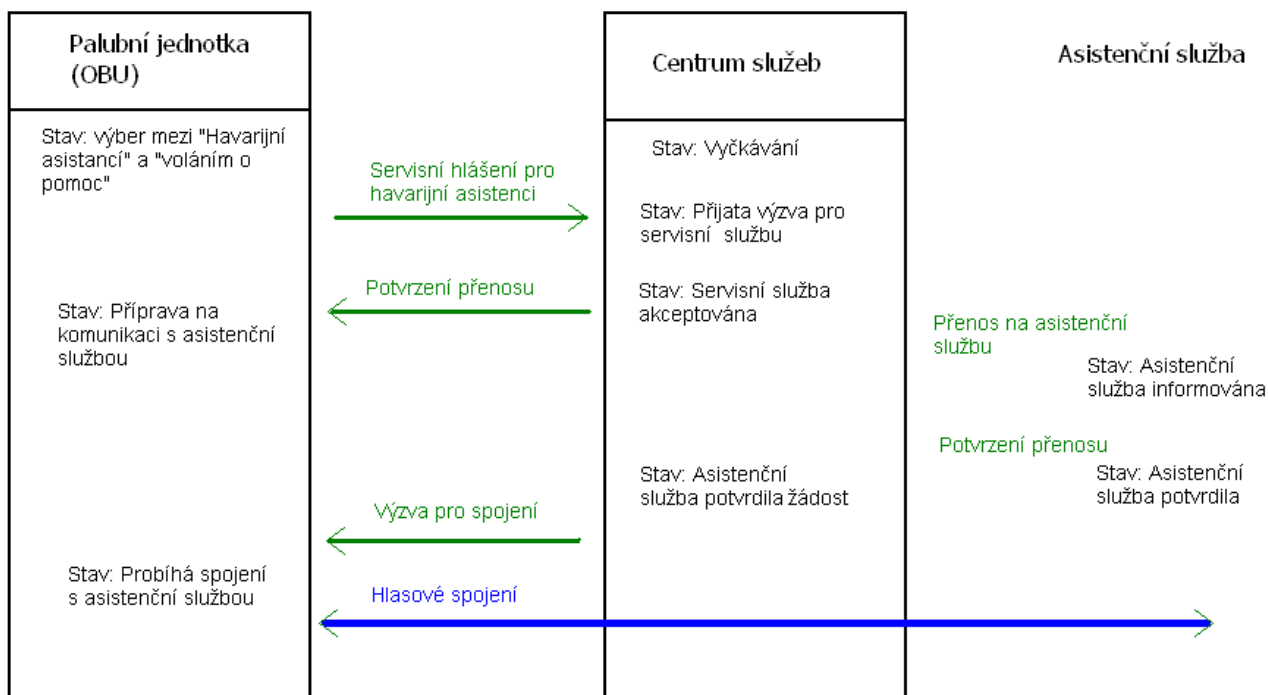 Palubní jednotka
(OBU)
Centrum služeb
Asistenční služba
Stav: výber mezi "Havarijní
asistancí" a "voláním o
pomoc"
Servisní hlášení pro
havarijní asistenci
Stav: Vyčkávání
Stav: Přijata výzva pro
servisní službu
Potvrzení přenosu
Stav: Příprava na
komunikaci s asistenční
službou
Stav: Servisní služba
akceptována
Přenos na asistenční
službu
Stav: Asistenční
služba informována
Potvrzení přenosu
Stav: Asistenční
služba potvrdila
Stav: Asistenční
služba potvrdila žádost
Výzva pro spojení
Stav: Probíhá spojení
s asistenční službou
Hlasové spojení